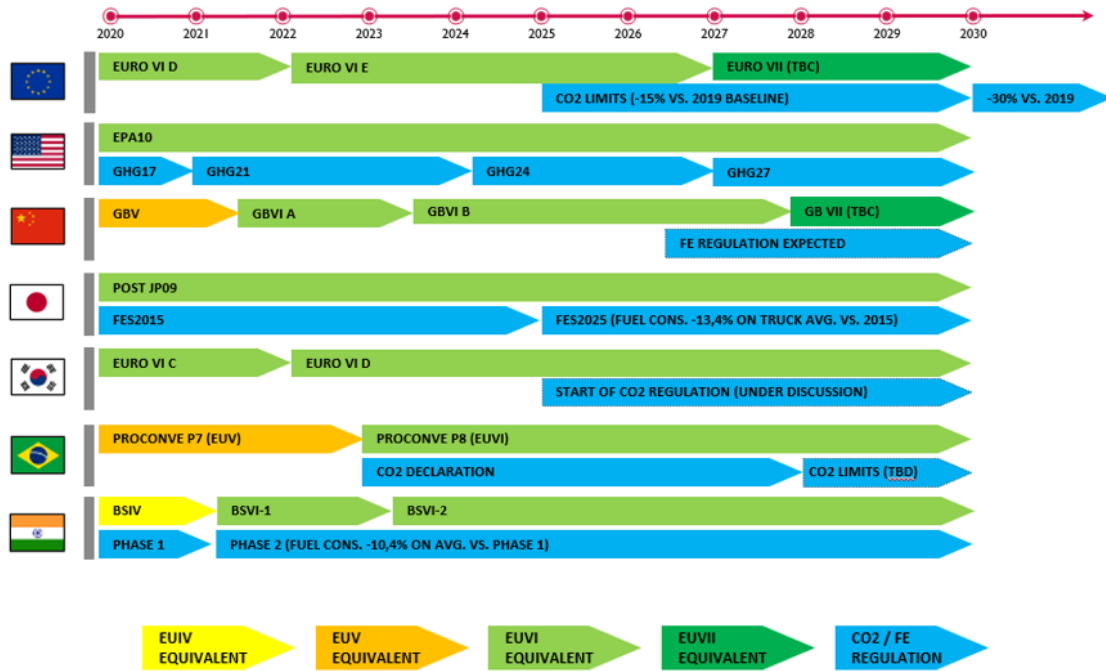 2020 2021 2022 2023 2024 2025 2026 2027 2028 2029 2030
EURO VI D EURO VI E EURO VII (TBC)
CO2 LIMITS (-15% VS. 2019 BASELINE) -30% VS. 2019
EPA10
GHG17 GHG21 GHG24 GHG27
GBV GBVI A GBVI B GB VII (TBC)
FE REGULATION EXPECTED
POST JP09
FES2015 FES2025 (FUEL CONS. -13,4% ON TRUCK AVG. VS. 2015)
EURO VI C EURO VI D
START OF CO2 REGULATION (UNDER DISCUSSION)
PROCONVE P7 (EUV) PROCONVE P8 (EUVI)
CO2 DECLARATION CO2 LIMITS (TBD)
BSIV BSVI-1 BSVI-2
PHASE 1 PHASE 2 (FUEL CONS. -10,4% ON AVG. VS. PHASE 1)
EUIV EUV EUVI EUVII CO2 / FE
EQUIVALENT EQUIVALENT EQUIVALENT EQUIVALENT REGULATION